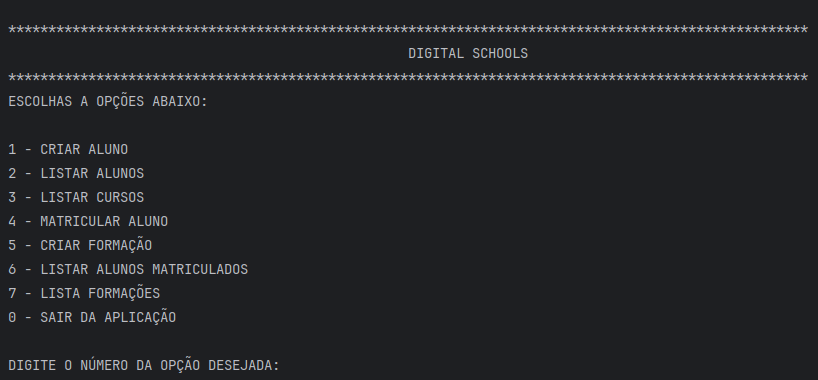 ****************************************************************************************************
DIGITAL SCHOOLS
****************************************************************************************************
ESCOLHAS A OPÇÕES ABAIXO:
1 - CRIAR ALUNO
2 - LISTAR ALUNOS
3 - LISTAR CURSOS
4 - MATRICULAR ALUNO
5 - CRIAR FORMAÇÃO
6 - LISTAR ALUNOS MATRICULADOS
7 - LISTA FORMAÇÕES
0 - SAIR DA APLICAÇÃO
DIGITE O NÚMERO DA OPÇÃO DESEJADA: